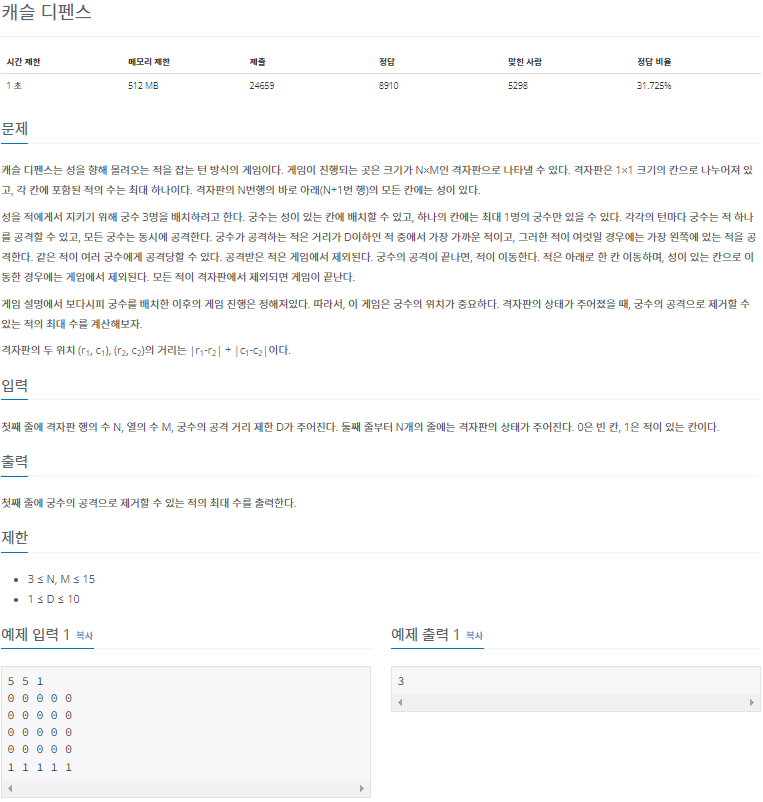 캐슬 디펜스
시간 제한 메모리 제한 제출 정답 맞힌 사람 정답 비율
1 초 512 MB 24659 8910 5298 31.725%
문제
캐슬 디펜스는 성을 향해 몰려오는 적을 잡는 턴 방식의 게임이다. 게임이 진행되는 곳은 크기가 N×M인 격자판으로 나타낼 수 있다. 격자판은 1×1 크기의 칸으로 나누어져 있
고, 각 칸에 포함된 적의 수는 최대 하나이다. 격자판의 N번행의 바로 아래(N+1번 행)의 모든 칸에는 성이 있다.
성을 적에게서 지키기 위해 궁수 3명을 배치하려고 한다. 궁수는 성이 있는 칸에 배치할 수 있고, 하나의 칸에는 최대 1명의 궁수만 있을 수 있다. 각각의 턴마다 궁수는 적 하나
를 공격할 수 있고, 모든 궁수는 동시에 공격한다. 궁수가 공격하는 적은 거리가 D이하인 적 중에서 가장 가까운 적이고, 그러한 적이 여럿일 경우에는 가장 왼쪽에 있는 적을 공
격한다. 같은 적이 여러 궁수에게 공격당할 수 있다. 공격받은 적은 게임에서 제외된다. 궁수의 공격이 끝나면, 적이 이동한다. 적은 아래로 한 칸 이동하며, 성이 있는 칸으로 이
동한 경우에는 게임에서 제외된다. 모든 적이 격자판에서 제외되면 게임이 끝난다.
게임 설명에서 보다시피 궁수를 배치한 이후의 게임 진행은 정해져있다. 따라서, 이 게임은 궁수의 위치가 중요하다. 격자판의 상태가 주어졌을 때, 궁수의 공격으로 제거할 수
있는 적의 최대 수를 계산해보자.
격자판의 두 위치 (r1, c1), (r2, c2)의 거리는 |r1-r2| + |c1-c2|이다.
입력
첫째 줄에 격자판 행의 수 N, 열의 수 M, 궁수의 공격 거리 제한 D가 주어진다. 둘째 줄부터 N개의 줄에는 격자판의 상태가 주어진다. 0은 빈 칸, 1은 적이 있는 칸이다.
출력
첫째 줄에 궁수의 공격으로 제거할 수 있는 적의 최대 수를 출력한다.
제한
• 3 ≤ N, M ≤ 15
• 1 ≤ D ≤ 10
예제 입력 1 복사
5 5 1
0 0 0 0 0
0 0 0 0 0
0 0 0 0 0
0 0 0 0 0
1 1 1 1 1
예제 출력 1 복사
3